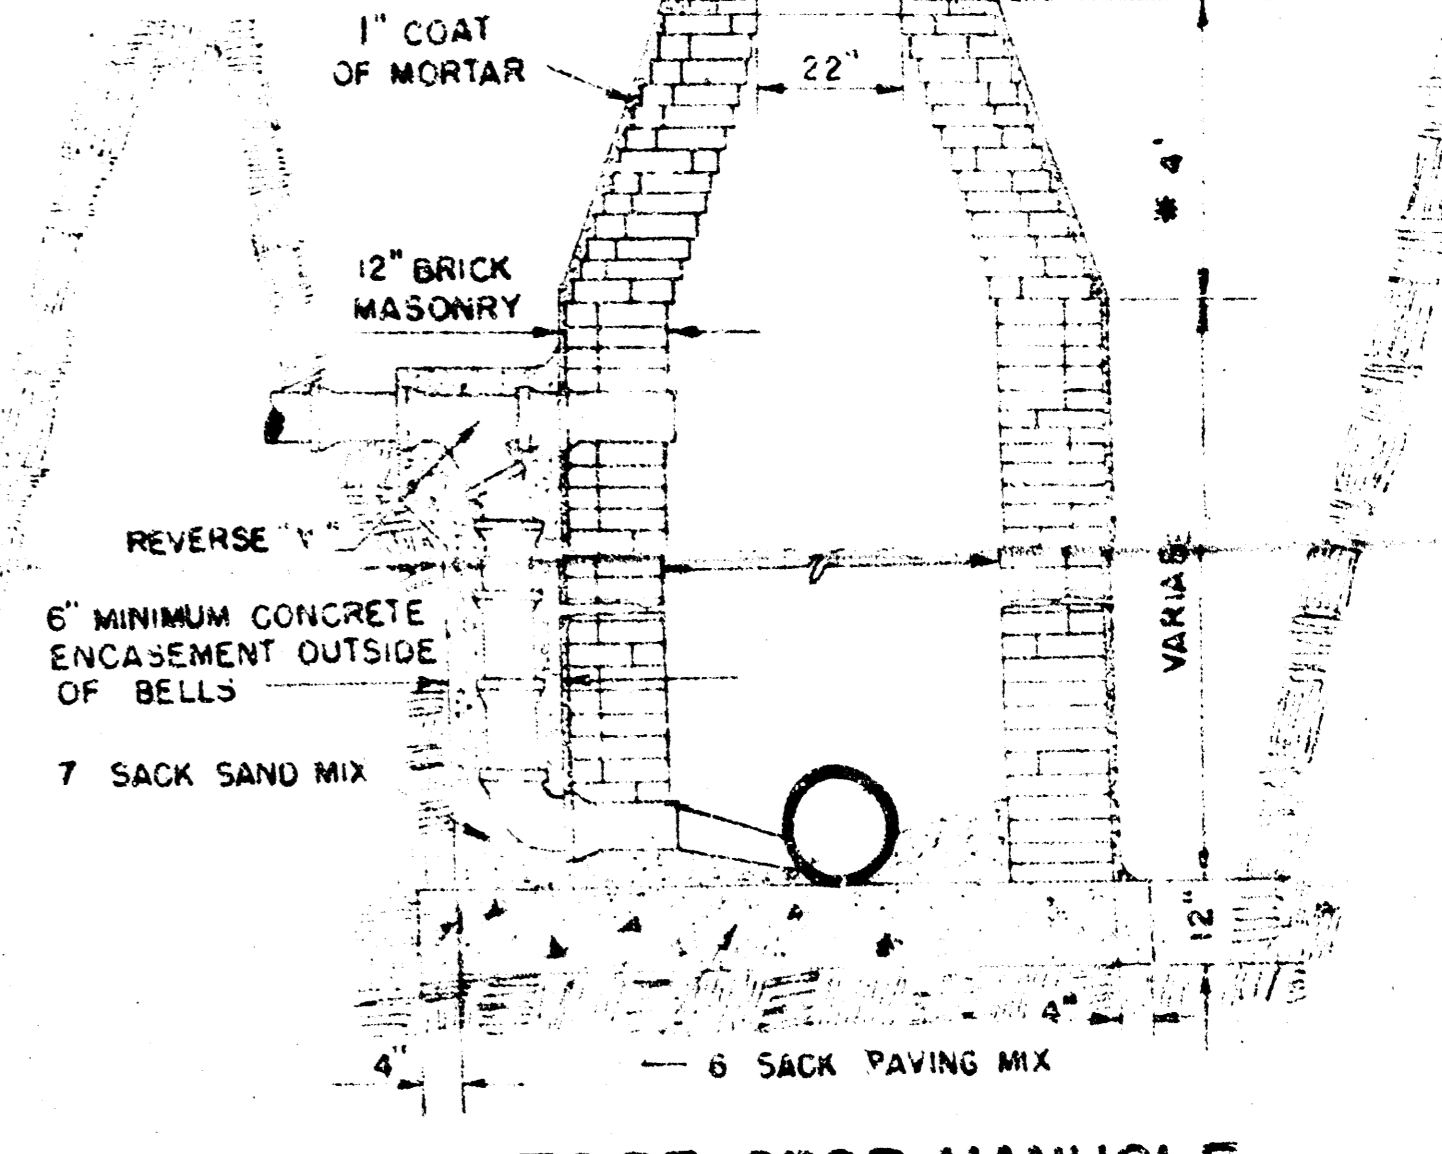 1" COAT
OF MORTAR
22"
* 4'
12" BRICK
MASONRY
REVERSE "Y"
6" MINIMUM CONCRETE
ENCASEMENT OUTSIDE
OF BELLS
7 SACK SAND MIX
12"
4"
4"
6 SACK PAVING MIX
MANHOLE